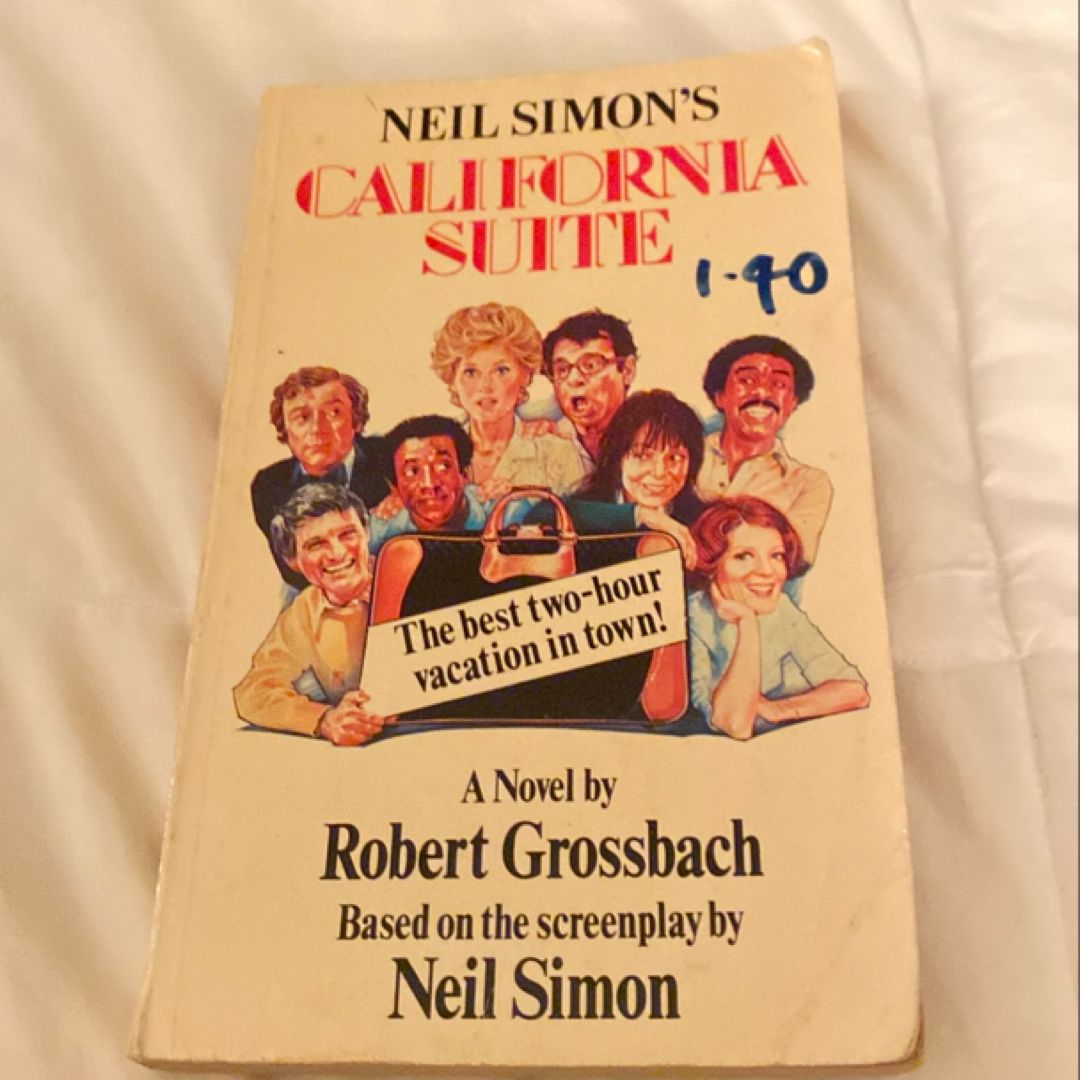 NEIL SIMON'S
CALIFORNIA
SUITE
1.90
The best two-hour
vacation in town!
A Novel by
Robert Grossbach
Based on the screenplay by
Neil Simon